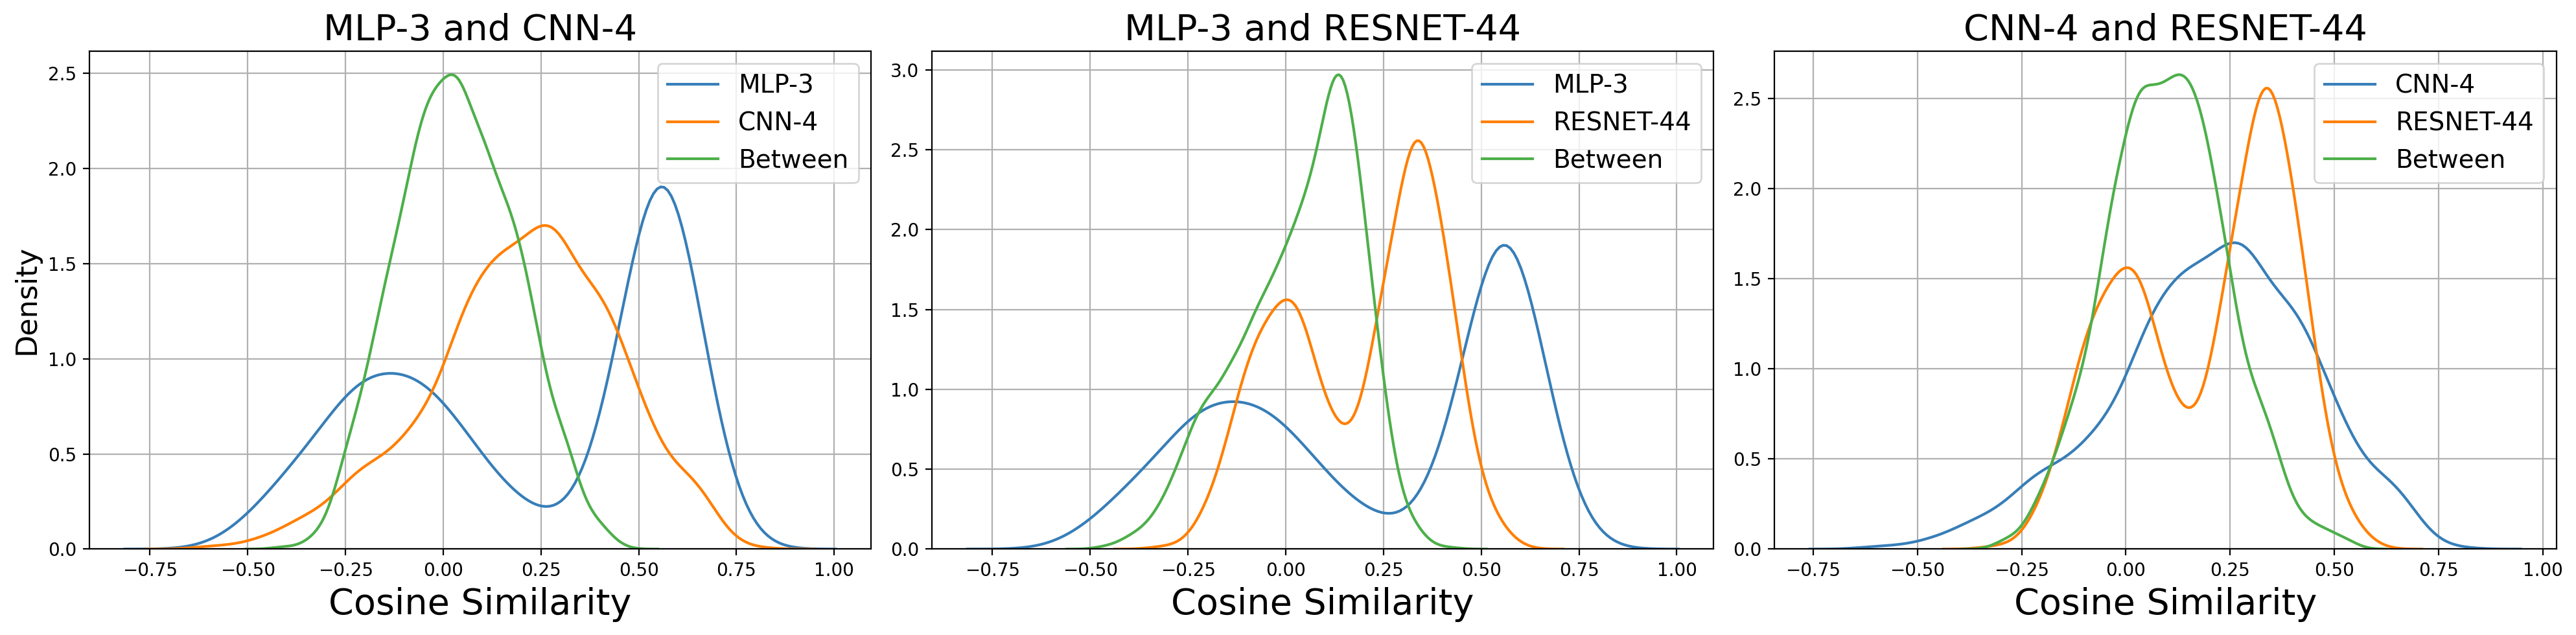 MLP-3 and CNN-4
Density
2.5
2.0
1.5
1.0
0.5
0.0
−0.75 −0.50 −0.25 0.00 0.25 0.50 0.75 1.00
Cosine Similarity
MLP-3
CNN-4
Between
MLP-3 and RESNET-44
3.0
2.5
2.0
1.5
1.0
0.5
0.0
−0.75 −0.50 −0.25 0.00 0.25 0.50 0.75 1.00
Cosine Similarity
MLP-3
RESNET-44
Between
CNN-4 and RESNET-44
2.5
2.0
1.5
1.0
0.5
0.0
−0.75 −0.50 −0.25 0.00 0.25 0.50 0.75 1.00
Cosine Similarity
CNN-4
RESNET-44
Between